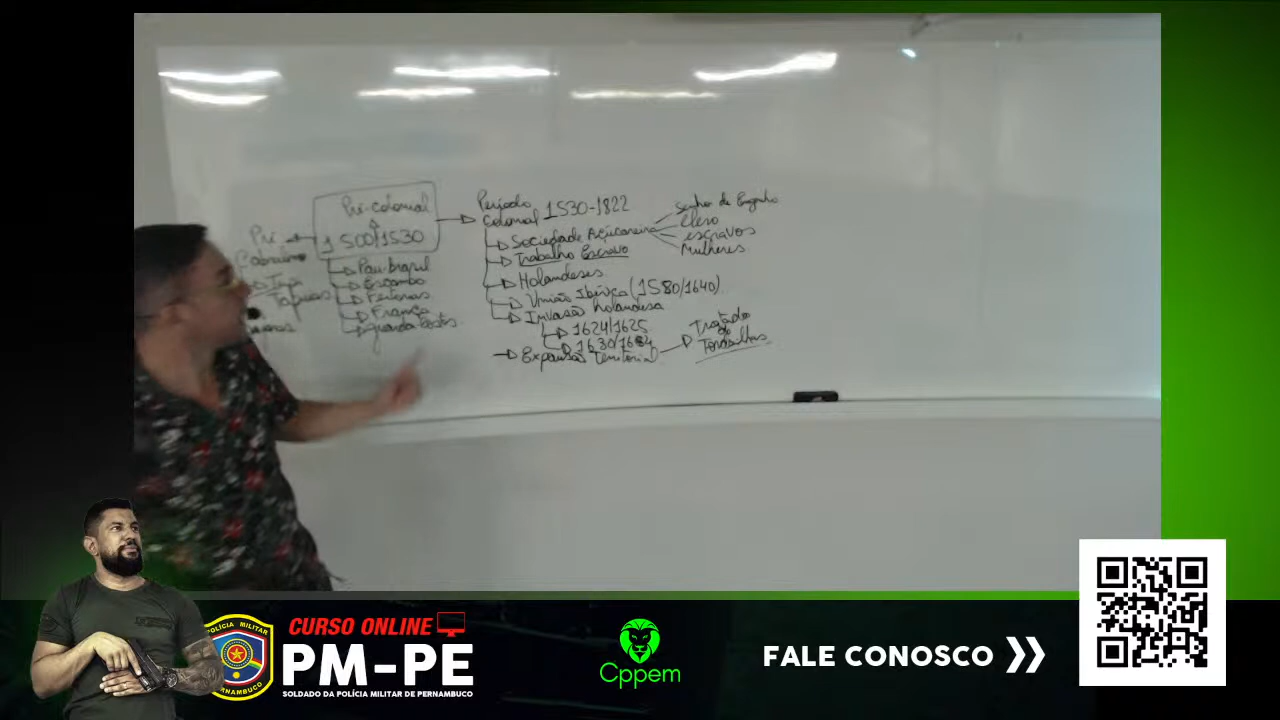 Pré
Cabralino
Tupi
Tapuias
Pré-colonial
1500/1530
Pau-Brasil
Escambo
Feitorias
França
guarda costas
Período
Colonial 1530-1822
Sociedade Açucareira
Senhor de Engenho
Clero
escravos
Mulheres
Trabalho Escravo
Holandeses
União Ibérica (1580/1640)
Invasão holandesa
1624/1625
1630/1654
Expansão Territorial
Tratado
de
Tordesilhas
POLÍCIA MILITAR
PERNAMBUCO
CURSO ONLINE
PM-PE
SOLDADO DA POLÍCIA MILITAR DE PERNAMBUCO
Cppem
FALE CONOSCO